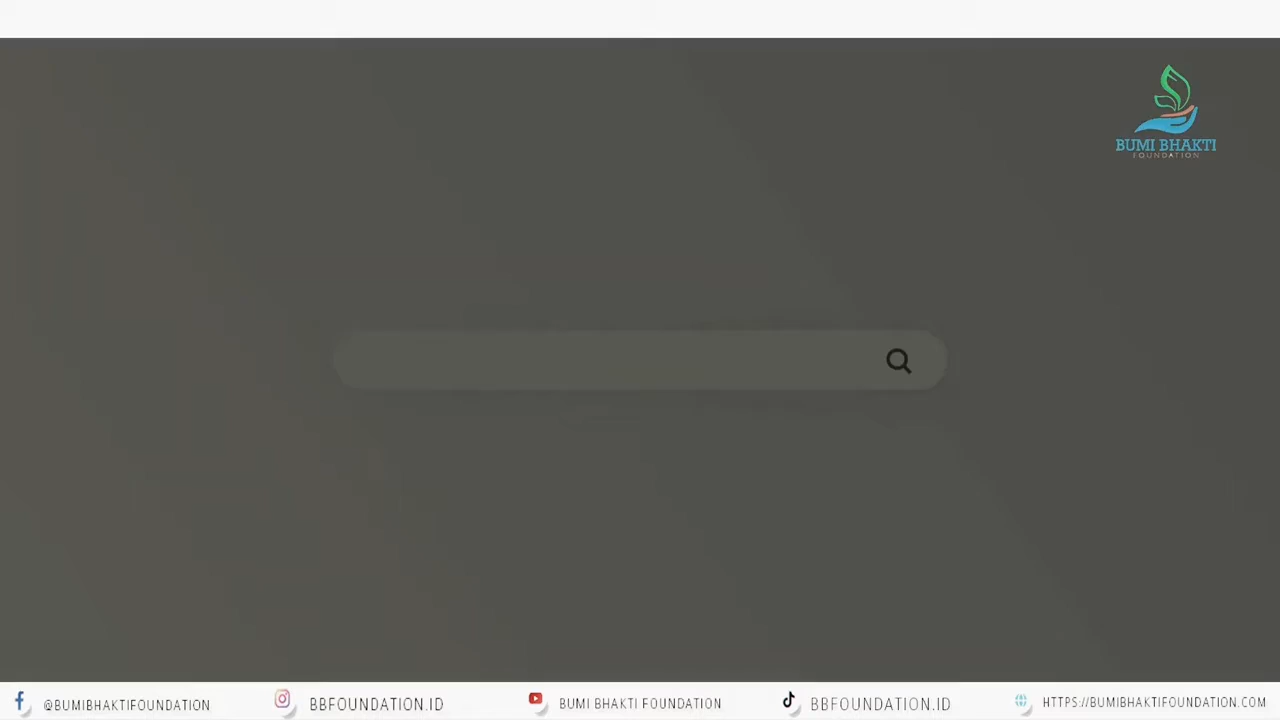 BUMI BHAKTI
FOUNDATION
@BUMIBHAKTIFOUNDATION
BBFOUNDATION.ID
BUMI BHAKTI FOUNDATION
BBFOUNDATION.ID
HTTPS://BUMIBHAKTIFOUNDATION.COM